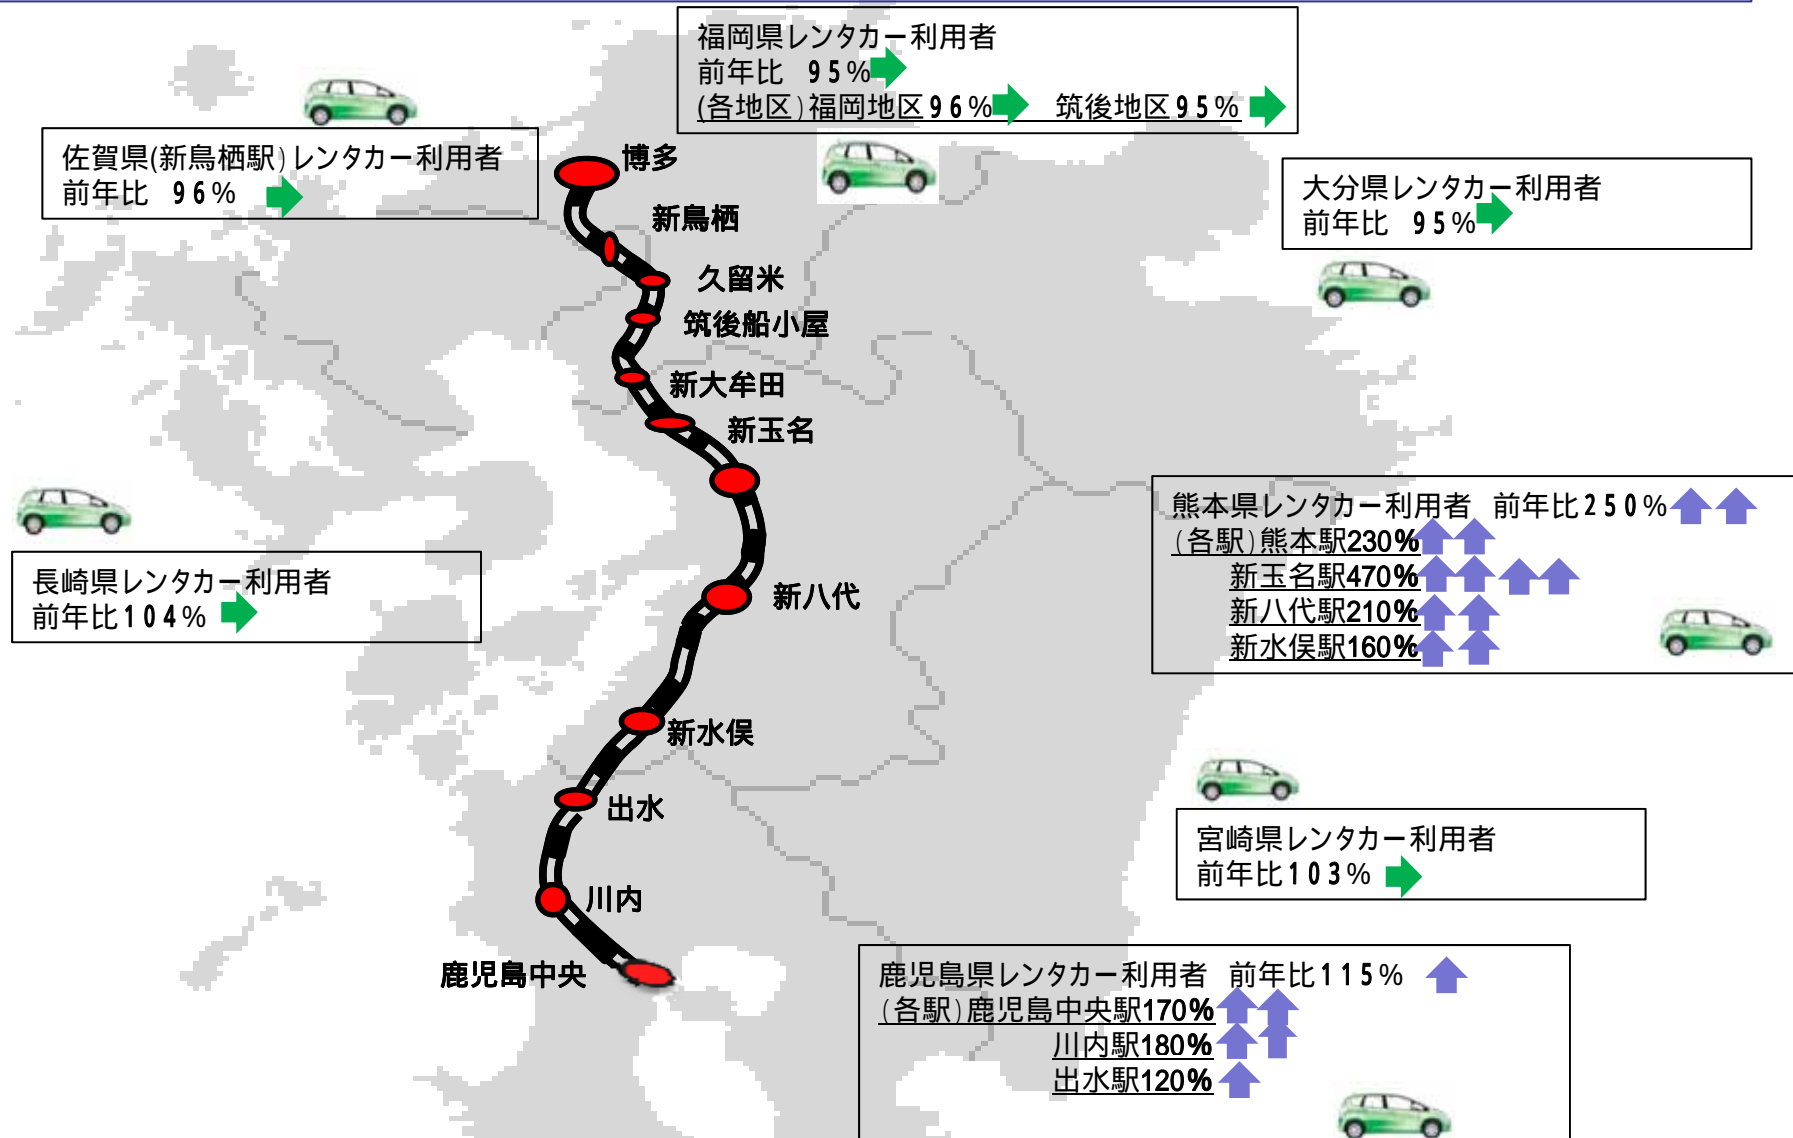 福岡県レンタカー利用者
前年比 95%
(各地区)福岡地区96% 筑後地区95%
佐賀県(新鳥栖駅)レンタカー利用者
前年比 96%
大分県レンタカー利用者
前年比 95%
博多
新鳥栖
久留米
筑後船小屋
新大牟田
新玉名
新八代
新水俣
出水
川内
鹿児島中央
熊本県レンタカー利用者 前年比250%
(各駅)熊本駅230%
新玉名駅470%
新八代駅210%
新水俣駅160%
長崎県レンタカー利用者
前年比104%
宮崎県レンタカー利用者
前年比103%
鹿児島県レンタカー利用者 前年比115%
(各駅)鹿児島中央駅170%
川内駅180%
出水駅120%